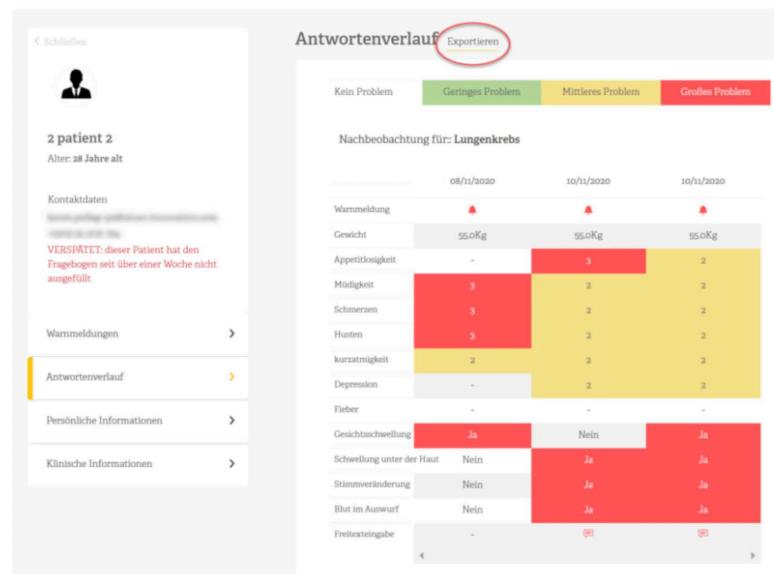 < Schließen
2 patient 2
Alter: 28 Jahre alt
Kontaktdaten
VERSPÄTET: dieser Patient hat den
Fragebogen seit über einer Woche nicht
ausgefüllt
Warnmeldungen >
Antwortenverlauf >
Persönliche Informationen >
Klinische Informationen >
Antwortenverlauf Exportieren
Kein Problem Geringes Problem Mittleres Problem Großes Problem
Nachbeobachtung für:: Lungenkrebs
08/11/2020 10/11/2020 10/11/2020
Warnmeldung
Gewicht 55.0Kg 55.0Kg 55.0Kg
Appetitlosigkeit - 3 2
Müdigkeit 3 2 2
Schmerzen 3 2 2
Husten 3 2 2
kurzatmigkeit 2 2 2
Depression - 2 2
Fieber - - -
Gesichtsschwellung Ja Nein Ja
Schwellung unter der Haut Nein Ja Ja
Stimmveränderung Nein Ja Ja
Blut im Auswurf Nein Ja Ja
Freitexteingabe -